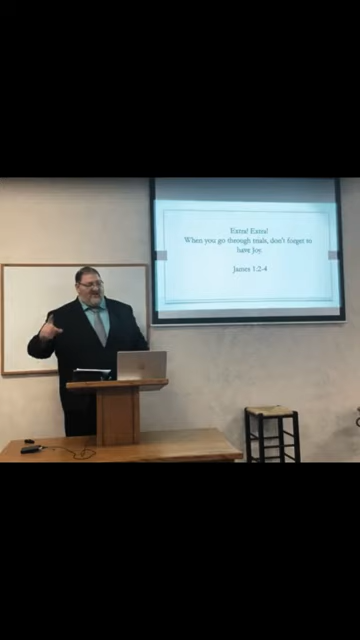 Extra! Extra!
When you go through trials, don't forget to
have Joy.
James 1:2-4